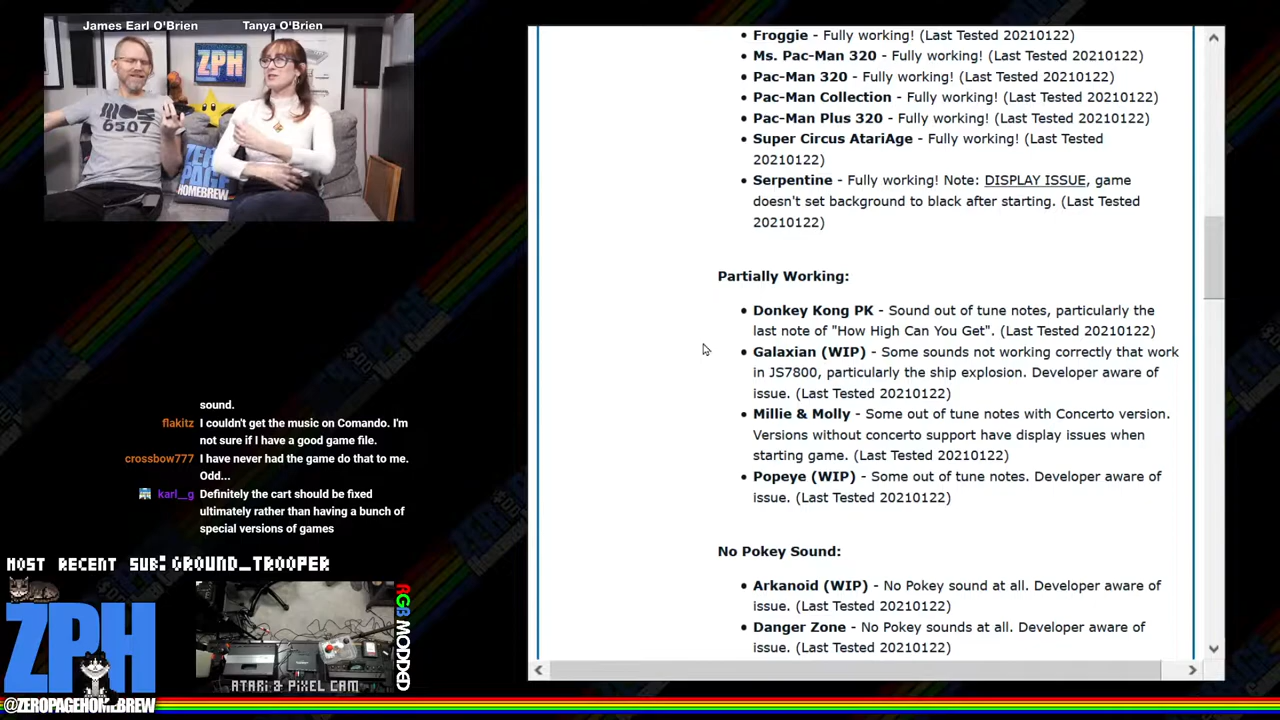 James Earl O'Brien
Tanya O'Brien
ZPH
6507
ZERO
PAGE
HOMEBREW
sound.
flakitz I couldn't get the music on Comando. I'm
not sure if I have a good game file.
crossbow777 I have never had the game do that to me.
Odd...
karl__g Definitely the cart should be fixed
ultimately rather than having a bunch of
special versions of games
MOST RECENT SUB: GROUND_TROOPER
ZPH
@ZEROPAGEHOMEBREW
ATARI & PIXEL CAM
RGB MODDED
• Froggie - Fully working! (Last Tested 20210122)
• Ms. Pac-Man 320 - Fully working! (Last Tested 20210122)
• Pac-Man 320 - Fully working! (Last Tested 20210122)
• Pac-Man Collection - Fully working! (Last Tested 20210122)
• Pac-Man Plus 320 - Fully working! (Last Tested 20210122)
• Super Circus AtariAge - Fully working! (Last Tested
20210122)
• Serpentine - Fully working! Note: DISPLAY ISSUE, game
doesn't set background to black after starting. (Last Tested
20210122)
Partially Working:
• Donkey Kong PK - Sound out of tune notes, particularly the
last note of "How High Can You Get". (Last Tested 20210122)
• Galaxian (WIP) - Some sounds not working correctly that work
in JS7800, particularly the ship explosion. Developer aware of
issue. (Last Tested 20210122)
• Millie & Molly - Some out of tune notes with Concerto version.
Versions without concerto support have display issues when
starting game. (Last Tested 20210122)
• Popeye (WIP) - Some out of tune notes. Developer aware of
issue. (Last Tested 20210122)
No Pokey Sound:
• Arkanoid (WIP) - No Pokey sound at all. Developer aware of
issue. (Last Tested 20210122)
• Danger Zone - No Pokey sounds at all. Developer aware of
issue. (Last Tested 20210122)